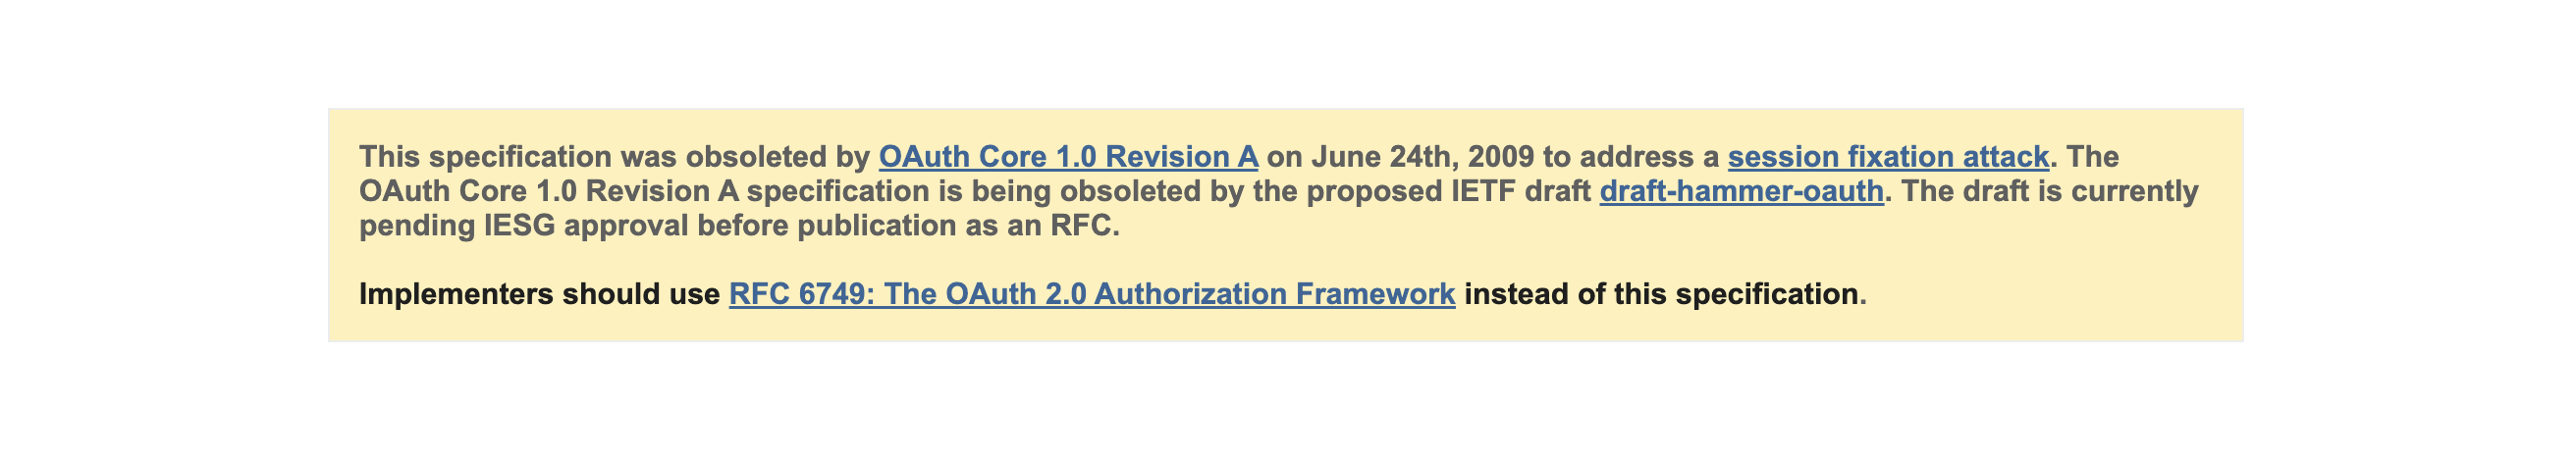 This specification was obsoleted by OAuth Core 1.0 Revision A on June 24th, 2009 to address a session fixation attack. The
OAuth Core 1.0 Revision A specification is being obsoleted by the proposed IETF draft draft-hammer-oauth. The draft is currently
pending IESG approval before publication as an RFC.
Implementers should use RFC 6749: The OAuth 2.0 Authorization Framework instead of this specification.